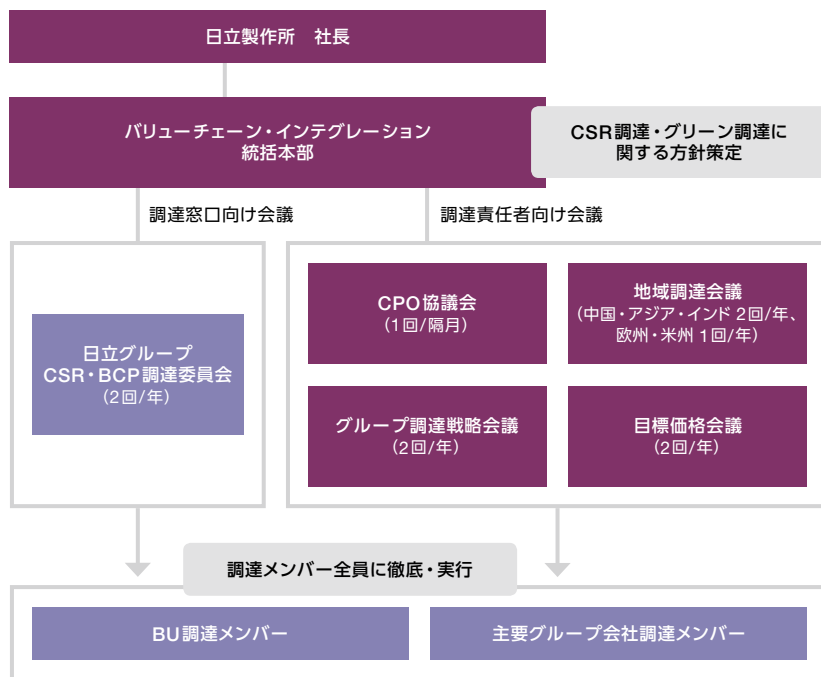 日立製作所　社長
バリューチェーン・インテグレーション
統括本部
CSR調達・グリーン調達に
関する方針策定
調達窓口向け会議
調達責任者向け会議
日立グループ
CSR・BCP調達委員会
(2回/年)
CPO協議会
(1回/隔月)
地域調達会議
(中国・アジア・インド 2回/年、
欧州・米州 1回/年)
グループ調達戦略会議
(2回/年)
目標価格会議
(2回/年)
調達メンバー全員に徹底・実行
BU調達メンバー
主要グループ会社調達メンバー